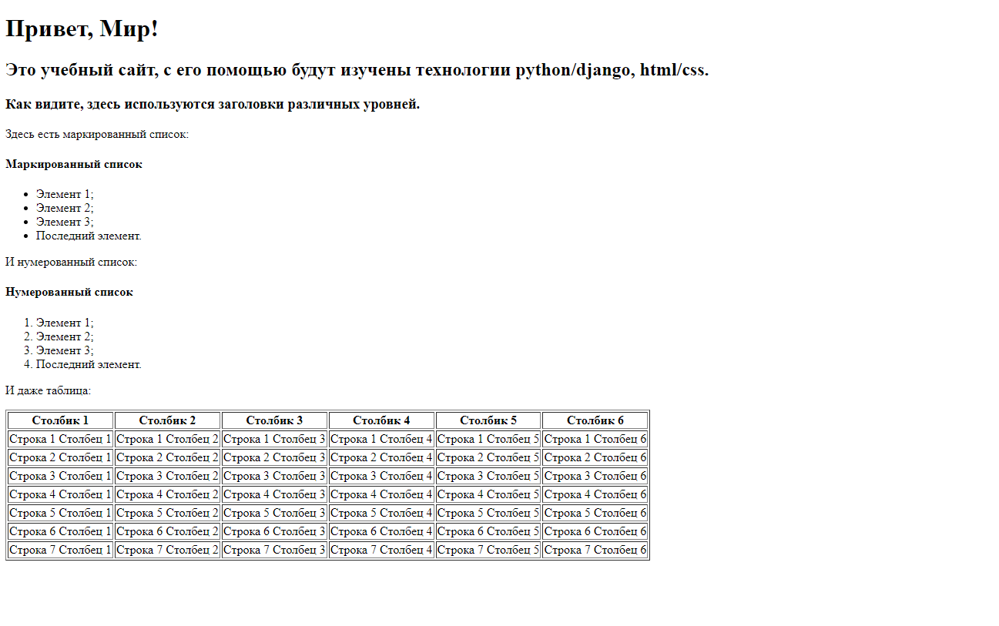 Привет, Мир!
Это учебный сайт, с его помощью будут изучены технологии python/django, html/css.
Как видите, здесь используются заголовки различных уровней.
Здесь есть маркированный список:
Маркированный список
• Элемент 1;
• Элемент 2;
• Элемент 3;
• Последний элемент.
И нумерованный список:
Нумерованный список
1. Элемент 1;
2. Элемент 2;
3. Элемент 3;
4. Последний элемент.
И даже таблица:
Столбик 1 Столбик 2 Столбик 3 Столбик 4 Столбик 5 Столбик 6
Строка 1 Столбец 1 Строка 1 Столбец 2 Строка 1 Столбец 3 Строка 1 Столбец 4 Строка 1 Столбец 5 Строка 1 Столбец 6
Строка 2 Столбец 1 Строка 2 Столбец 2 Строка 2 Столбец 3 Строка 2 Столбец 4 Строка 2 Столбец 5 Строка 2 Столбец 6
Строка 3 Столбец 1 Строка 3 Столбец 2 Строка 3 Столбец 3 Строка 3 Столбец 4 Строка 3 Столбец 5 Строка 3 Столбец 6
Строка 4 Столбец 1 Строка 4 Столбец 2 Строка 4 Столбец 3 Строка 4 Столбец 4 Строка 4 Столбец 5 Строка 4 Столбец 6
Строка 5 Столбец 1 Строка 5 Столбец 2 Строка 5 Столбец 3 Строка 5 Столбец 4 Строка 5 Столбец 5 Строка 5 Столбец 6
Строка 6 Столбец 1 Строка 6 Столбец 2 Строка 6 Столбец 3 Строка 6 Столбец 4 Строка 6 Столбец 5 Строка 6 Столбец 6
Строка 7 Столбец 1 Строка 7 Столбец 2 Строка 7 Столбец 3 Строка 7 Столбец 4 Строка 7 Столбец 5 Строка 7 Столбец 6